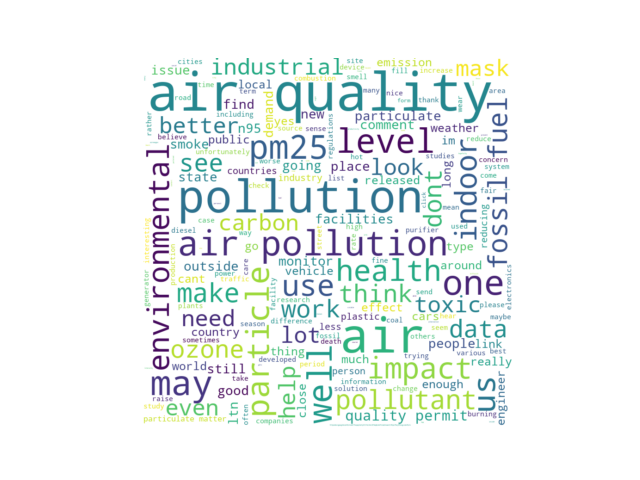 cities
issue
industrial
emission
mask
site
device
time
term
local
smell
combustion
fill
increase
air quality
road
many
nice
form
thank
wear
area
rather
including
find
demand
new
particulate
better
n95
yes
source
sense
regulations
comment
weather
reduce
believe
public
pm25
level
im
smoke
worse
hot
studies
concern
unfortunately
see
countries
going
place
look
dont
long
system
state
industry
list
released
come
check
environmental
pollution
click
indoor
fossil fuel
fair
reducing
case
carbon
facilities
mean
used
diesel
way
street
high
purifier
air pollution
interesting
go
rate
type
outside
care
monitor
fine
health
around
cant
power
vehicle
production
traffic
use
think
toxic
one
generator
make
particle
facility
research
send
electronics
plants
work
effect
cars
hear
please
need
difference
plastic
coal
air
data
season
less
seem
maybe
country
lot
fossil
others
people
link
ozone
sometimes
death
trying
various
best
thing
developed
much
really
world
still
well
person
period
impact
may
take
help
information
enough
us
engineer
good
close
solution
change
raise
even
ltn
often
pollutant
study
burning
particulate matter
companies
quality permit